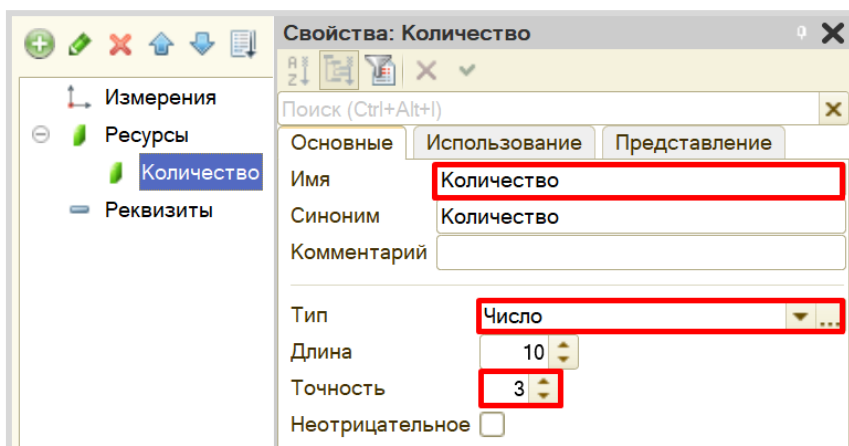 Свойства: Количество
Поиск (Ctrl+Alt+I)
Измерения
Ресурсы
Количество
Реквизиты
Основные Использование Представление
Имя Количество
Синоним Количество
Комментарий
Тип Число
Длина 10
Точность 3
Неотрицательное